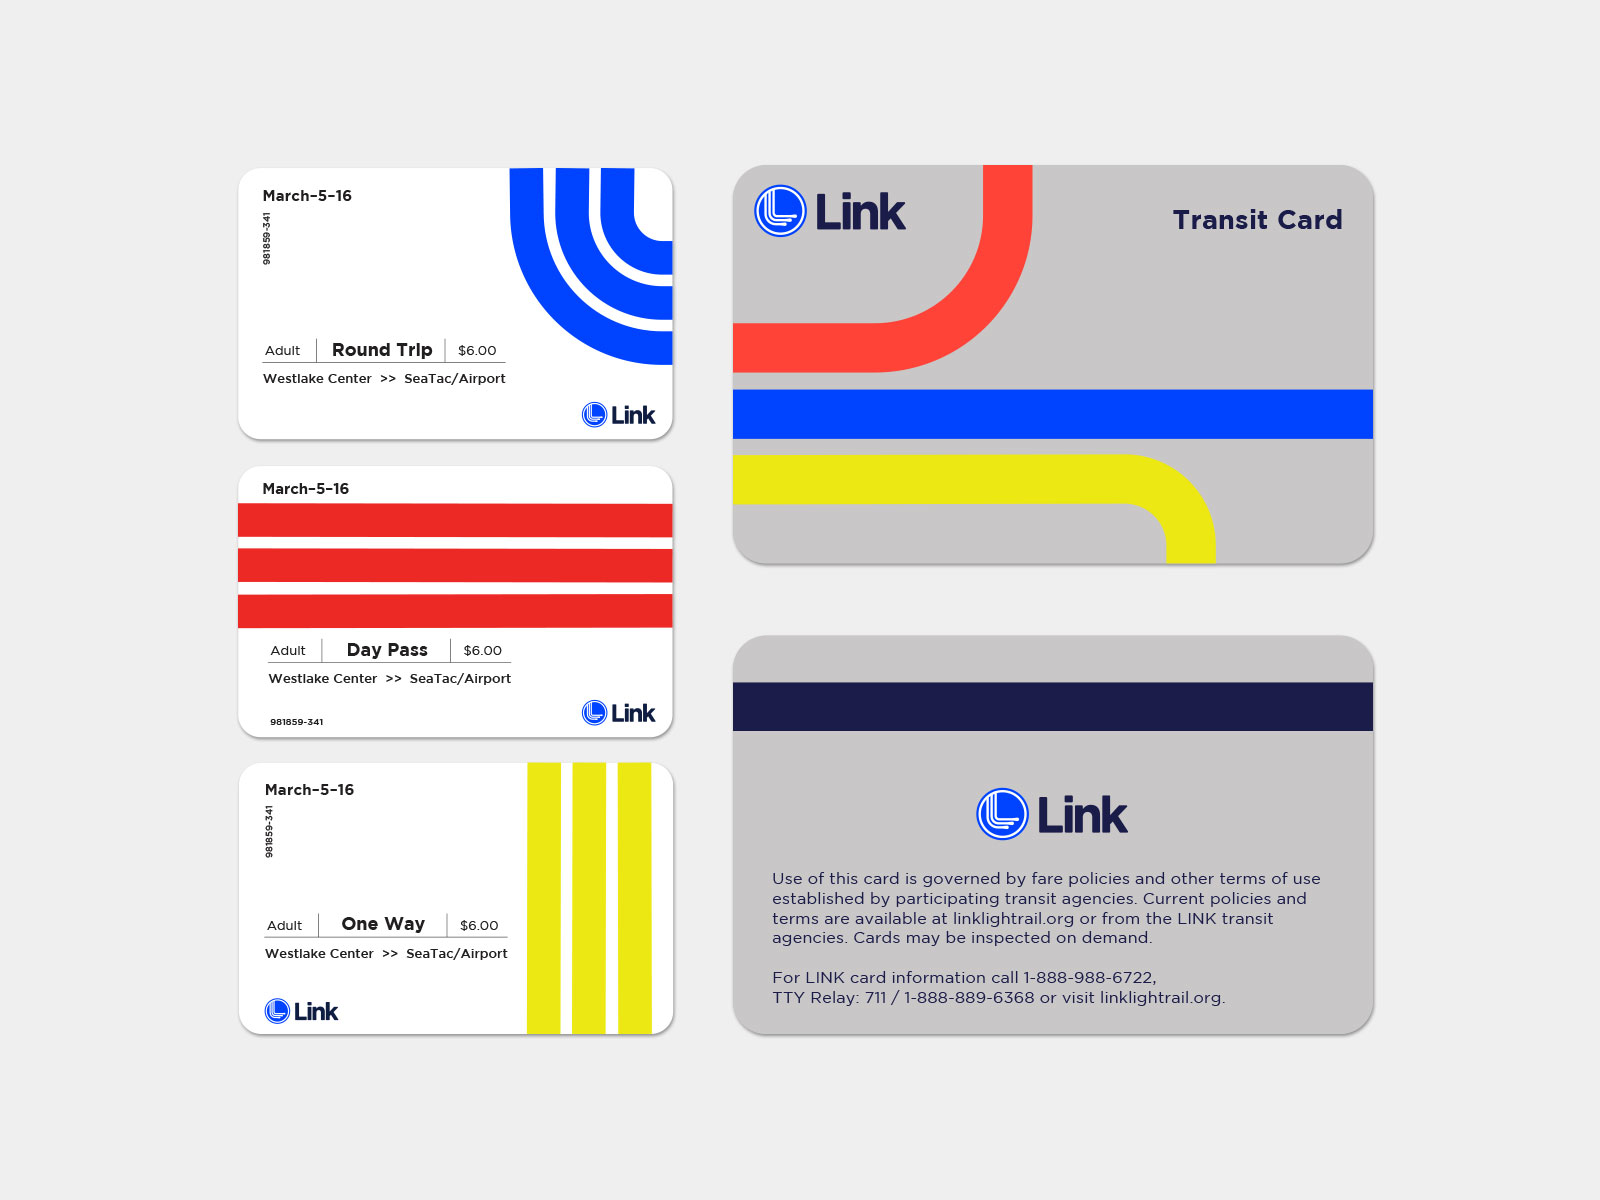 March–5–16
981859-341
Adult Round Trip $6.00
Westlake Center >> SeaTac/Airport
Link
March–5–16
Adult Day Pass $6.00
Westlake Center >> SeaTac/Airport
981859-341
Link
March–5–16
981859-341
Adult One Way $6.00
Westlake Center >> SeaTac/Airport
Link
Link
Transit Card
Link
Use of this card is governed by fare policies and other terms of use
established by participating transit agencies. Current policies and
terms are available at linklightrail.org or from the LINK transit
agencies. Cards may be inspected on demand.
For LINK card information call 1-888-988-6722,
TTY Relay: 711 / 1-888-889-6368 or visit linklightrail.org.